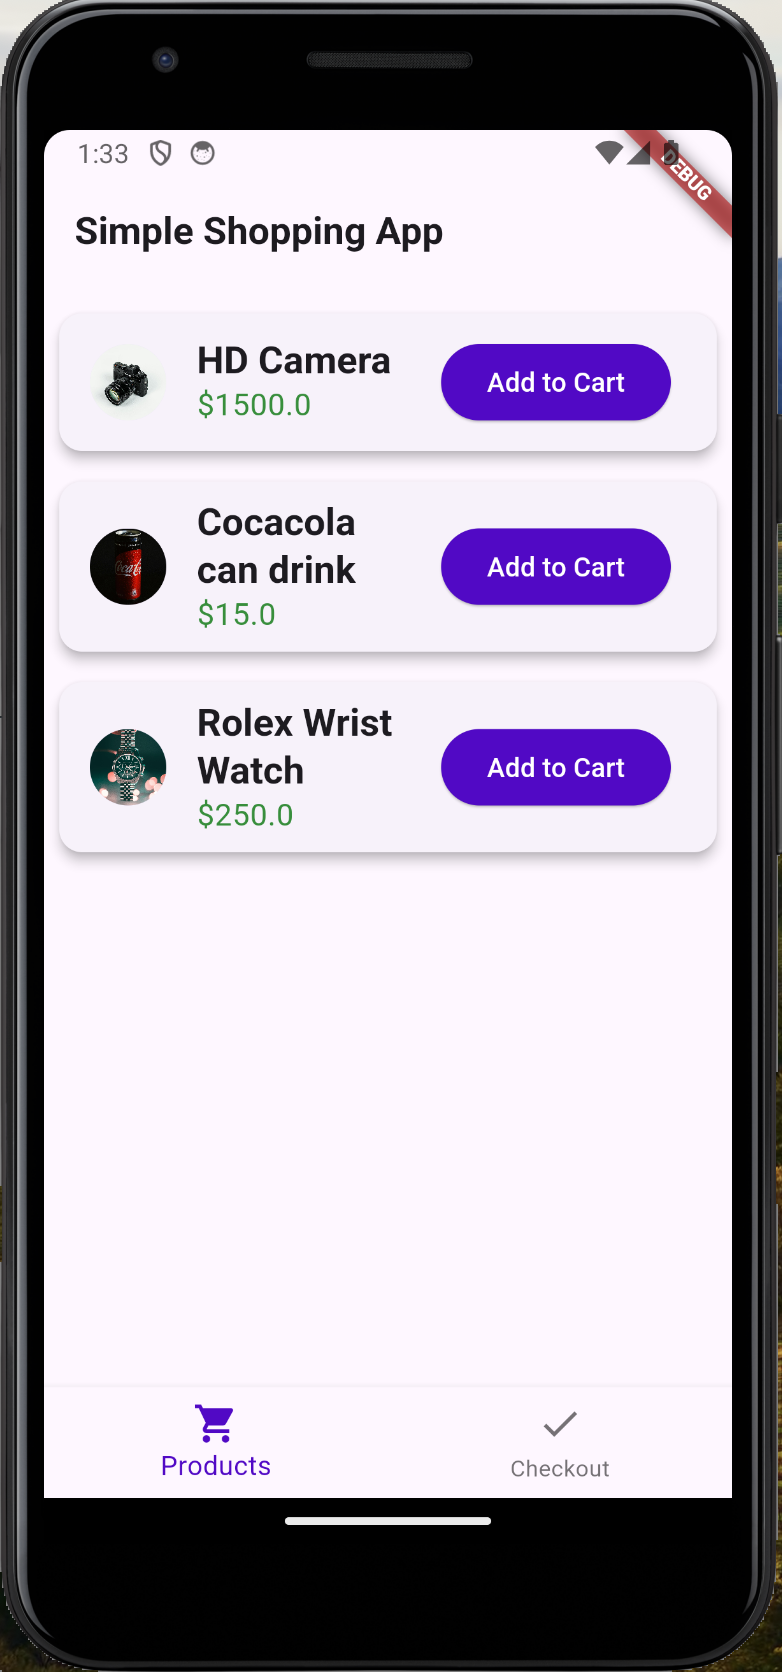 1:33
DEBUG
Simple Shopping App
HD Camera
$1500.0
Add to Cart
Cocacola
can drink
$15.0
Add to Cart
Rolex Wrist
Watch
$250.0
Add to Cart
Products
Checkout